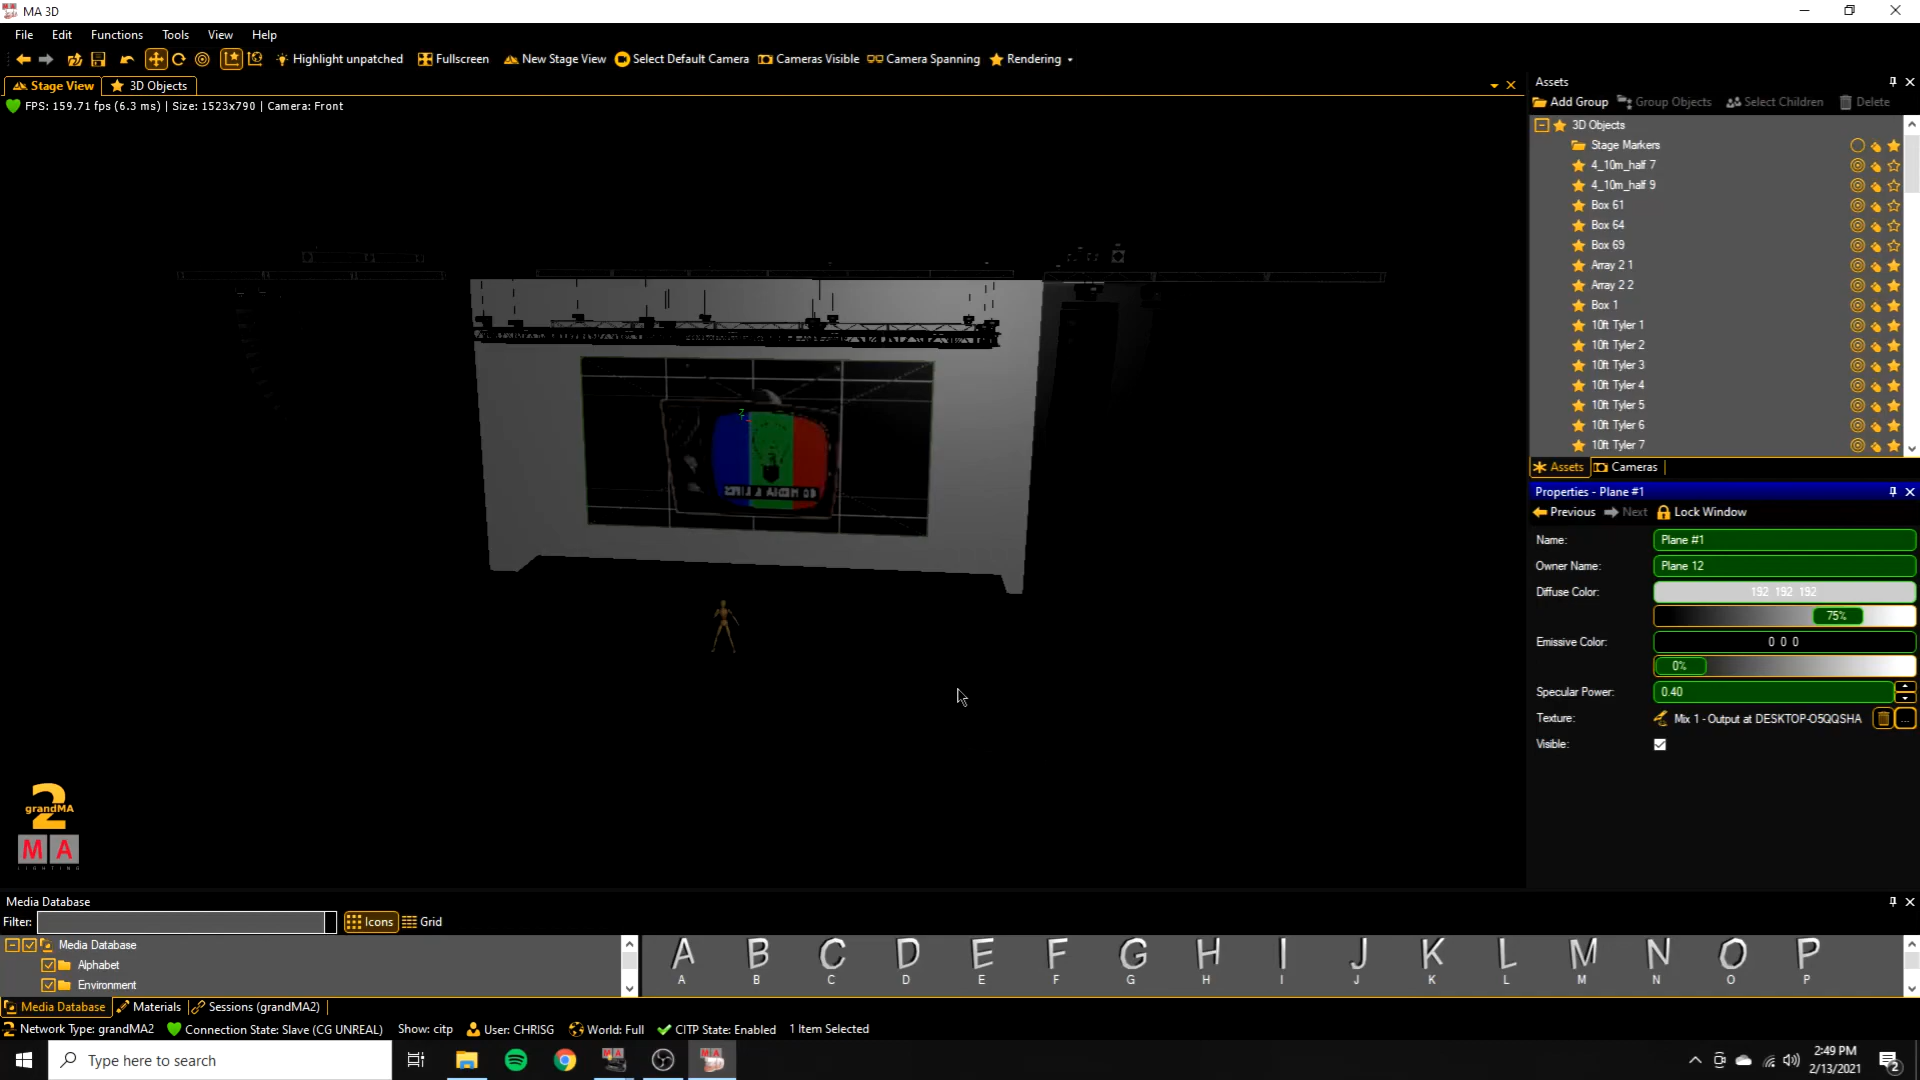 MA 3D
File Edit Functions Tools View Help
Highlight unpatched Fullscreen New Stage View Select Default Camera Cameras Visible Camera Spanning Rendering
Stage View 3D Objects
FPS: 159.71 fps (6.3 ms) | Size: 1523x790 | Camera: Front
Z
2
grandMA
MA
LIGHTING
Assets
Add Group Group Objects Select Children Delete
3D Objects
Stage Markers
4_10m_half 7
4_10m_half 9
Box 61
Box 64
Box 69
Array 2 1
Array 2 2
Box 1
10ft Tyler 1
10ft Tyler 2
10ft Tyler 3
10ft Tyler 4
10ft Tyler 5
10ft Tyler 6
10ft Tyler 7
Assets Cameras
Properties - Plane #1
Previous Next Lock Window
Name: Plane #1
Owner Name: Plane 12
Diffuse Color: 192 192 192
75%
Emissive Color: 0 0 0
0%
Specular Power: 0.40
Texture: Mix 1 - Output at DESKTOP-O5QQSHA ...
Visible:
Media Database
Filter: Icons Grid
Media Database
Alphabet
Environment
A B C D E F G H I J K L M N O P
A B C D E F G H I J K L M N O P
Media Database Materials Sessions (grandMA2)
Network Type: grandMA2 Connection State: Slave (CG UNREAL) Show: citp User: CHRISG World: Full CITP State: Enabled 1 Item Selected
Type here to search
2:49 PM
2/13/2021
2